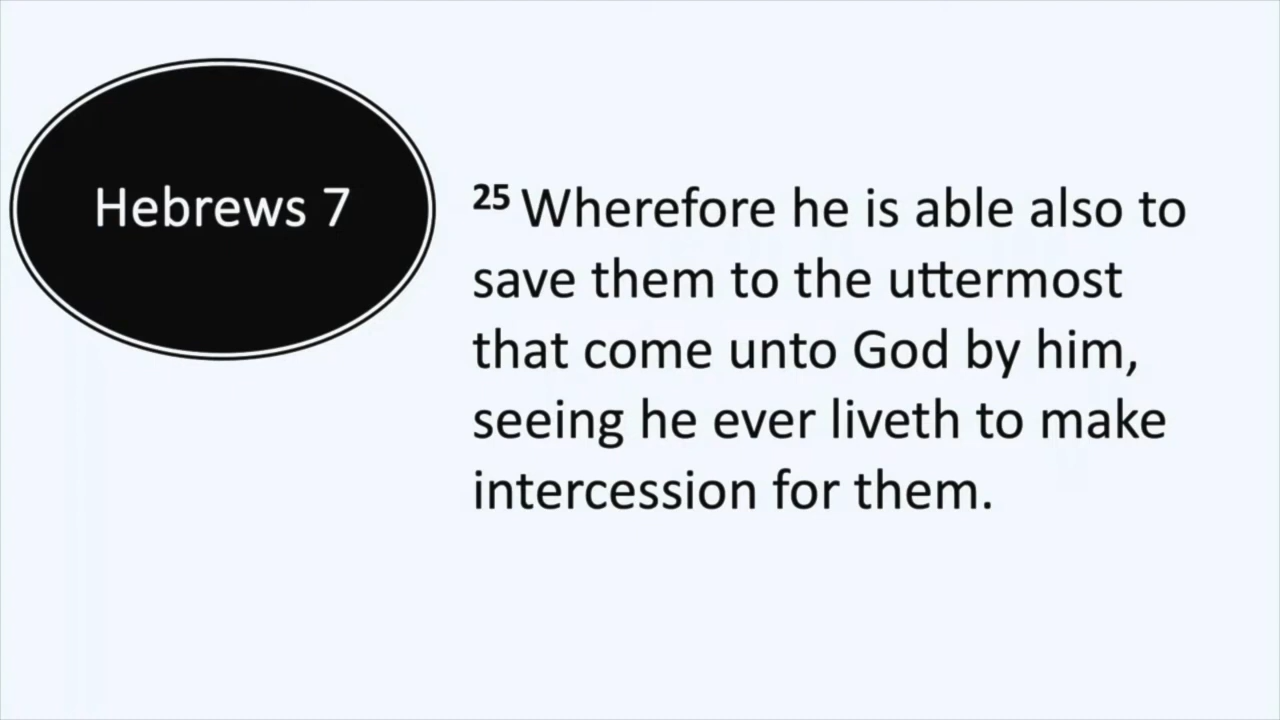 Hebrews 7
25 Wherefore he is able also to
save them to the uttermost
that come unto God by him,
seeing he ever liveth to make
intercession for them.